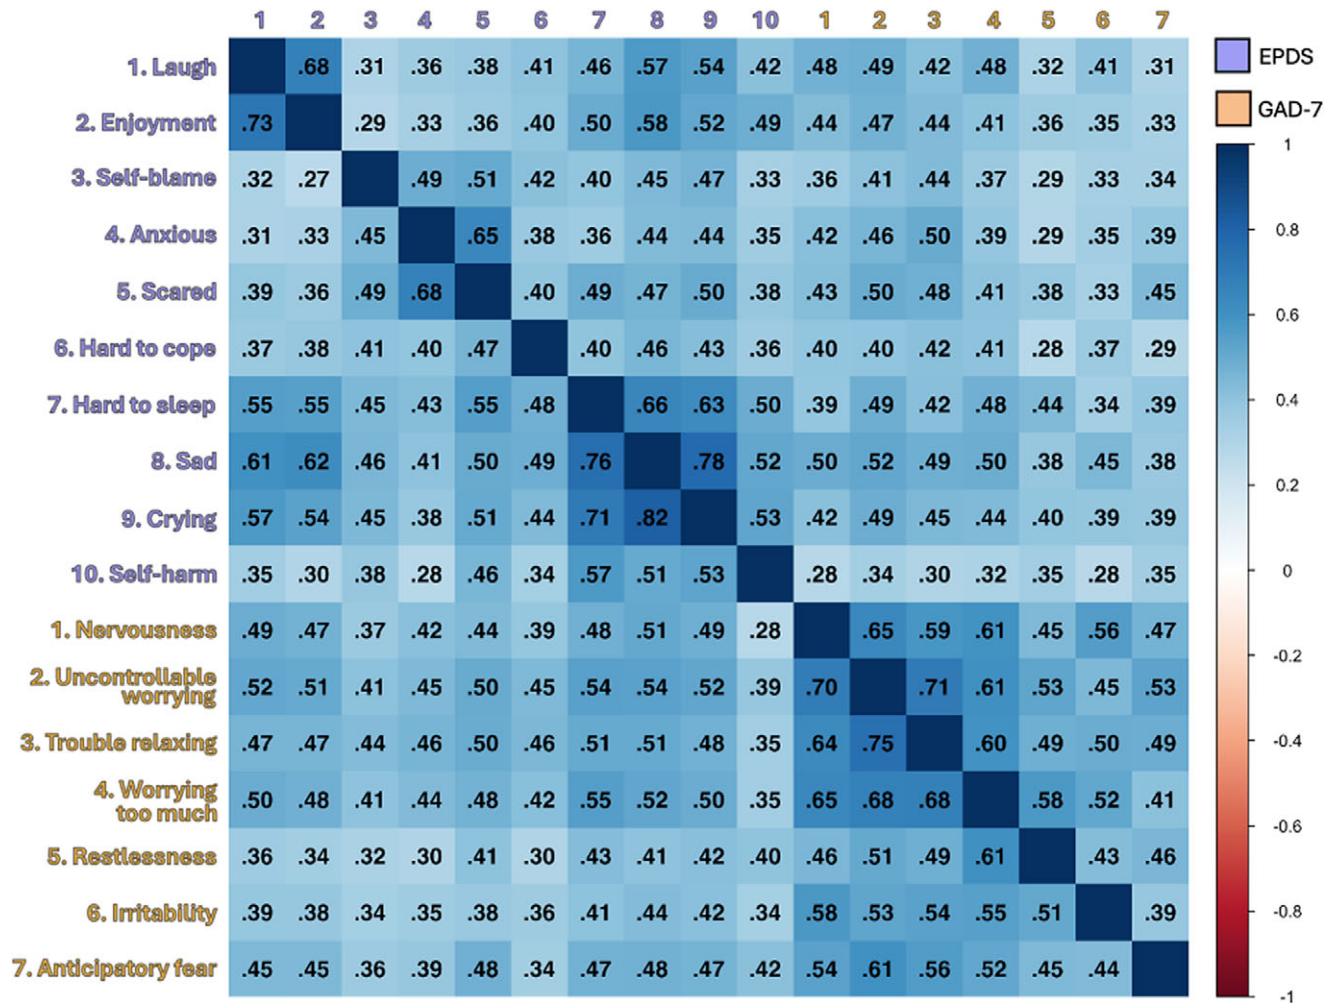 1 2 3 4 5 6 7 8 9 10 1 2 3 4 5 6 7
1. Laugh .68 .31 .36 .38 .41 .46 .57 .54 .42 .48 .49 .42 .48 .32 .41 .31
2. Enjoyment .73 .29 .33 .36 .40 .50 .58 .52 .49 .44 .47 .44 .41 .36 .35 .33
3. Self-blame .32 .27 .49 .51 .42 .40 .45 .47 .33 .36 .41 .44 .37 .29 .33 .34
4. Anxious .31 .33 .45 .65 .38 .36 .44 .44 .35 .42 .46 .50 .39 .29 .35 .39
5. Scared .39 .36 .49 .68 .40 .49 .47 .50 .38 .43 .50 .48 .41 .38 .33 .45
6. Hard to cope .37 .38 .41 .40 .47 .40 .46 .43 .36 .40 .40 .42 .41 .28 .37 .29
7. Hard to sleep .55 .55 .45 .43 .55 .48 .66 .63 .50 .39 .49 .42 .48 .44 .34 .39
8. Sad .61 .62 .46 .41 .50 .49 .76 .78 .52 .50 .52 .49 .50 .38 .45 .38
9. Crying .57 .54 .45 .38 .51 .44 .71 .82 .53 .42 .49 .45 .44 .40 .39 .39
10. Self-harm .35 .30 .38 .28 .46 .34 .57 .51 .53 .28 .34 .30 .32 .35 .28 .35
1. Nervousness .49 .47 .37 .42 .44 .39 .48 .51 .49 .28 .65 .59 .61 .45 .56 .47
2. Uncontrollable
worrying .52 .51 .41 .45 .50 .45 .54 .54 .52 .39 .70 .71 .61 .53 .45 .53
3. Trouble relaxing .47 .47 .44 .46 .50 .46 .51 .51 .48 .35 .64 .75 .60 .49 .50 .49
4. Worrying
too much .50 .48 .41 .44 .48 .42 .55 .52 .50 .35 .65 .68 .68 .58 .52 .41
5. Restlessness .36 .34 .32 .30 .41 .30 .43 .41 .42 .40 .46 .51 .49 .61 .43 .46
6. Irritability .39 .38 .34 .35 .38 .36 .41 .44 .42 .34 .58 .53 .54 .55 .51 .39
7. Anticipatory fear .45 .45 .36 .39 .48 .34 .47 .48 .47 .42 .54 .61 .56 .52 .45 .44
EPDS
GAD-7
1
0.8
0.6
0.4
0.2
0
-0.2
-0.4
-0.6
-0.8
-1